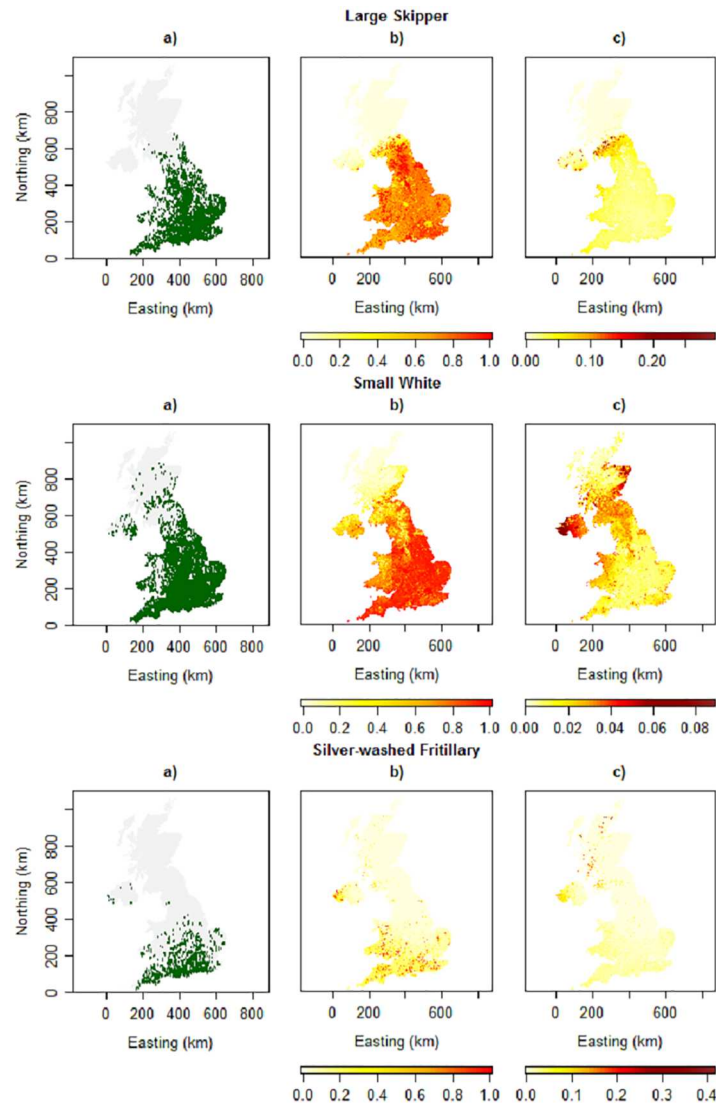 Large Skipper
a) b) c)
Northing (km)
0 200 400 600 800
0 200 400 600 800
0 200 600
0 200 600
Easting (km) Easting (km) Easting (km)
0.0 0.2 0.4 0.6 0.8 1.0
0.00 0.10 0.20
Small White
a) b) c)
Northing (km)
0 200 400 600 800
0 200 400 600 800
0 200 600
0 200 600
Easting (km) Easting (km) Easting (km)
0.0 0.2 0.4 0.6 0.8 1.0
0.00 0.02 0.04 0.06 0.08
Silver-washed Fritillary
a) b) c)
Northing (km)
0 200 400 600 800
0 200 400 600 800
0 200 600
0 200 600
Easting (km) Easting (km) Easting (km)
0.0 0.2 0.4 0.6 0.8 1.0
0.0 0.1 0.2 0.3 0.4